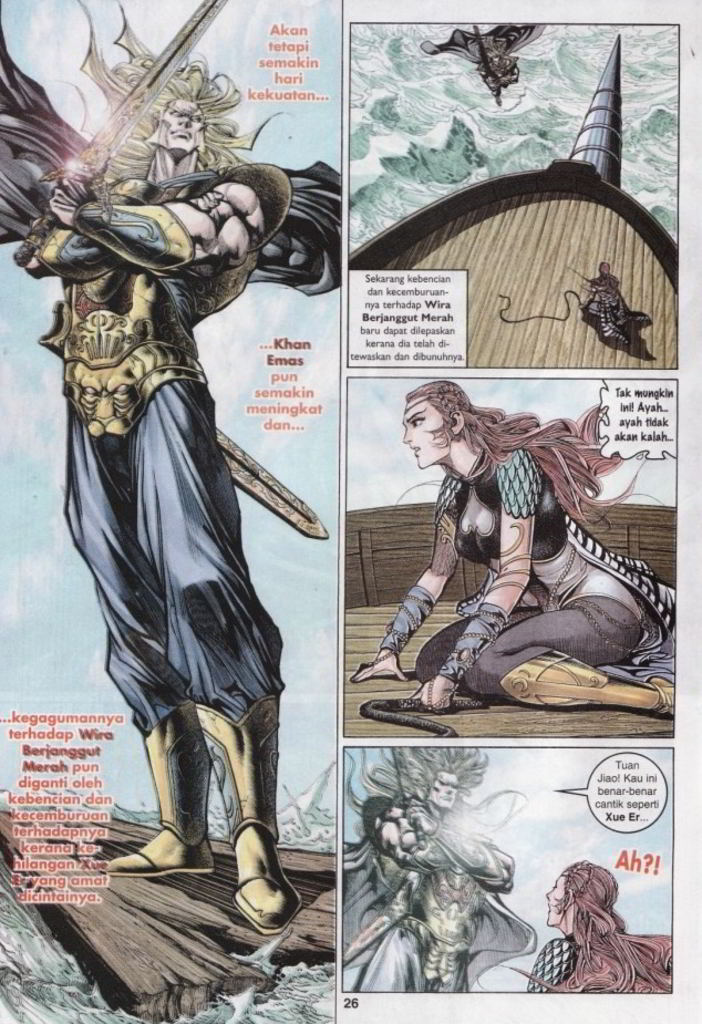 Akan
tetapi
semakin
hari
kekuatan...
...Khan
Emas
pun
semakin
meningkat
dan...
...kegagumannya
terhadap Wira
Berjanggut
Merah pun
diganti oleh
kebencian dan
kecemburuan
terhadapnya
kerana ke-
hilangan Xue
Er yang amat
dicintainya.
Sekarang kebencian
dan kecemburuan-
nya terhadap Wira
Berjanggut Merah
baru dapat dilepaskan
kerana dia telah di-
tewaskan dan dibunuhnya.
Tak mungkin
ini! Ayah...
ayah tidak
akan kalah...
Tuan
Jiao! Kau ini
benar-benar
cantik seperti
Xue Er...
Ah?!
26